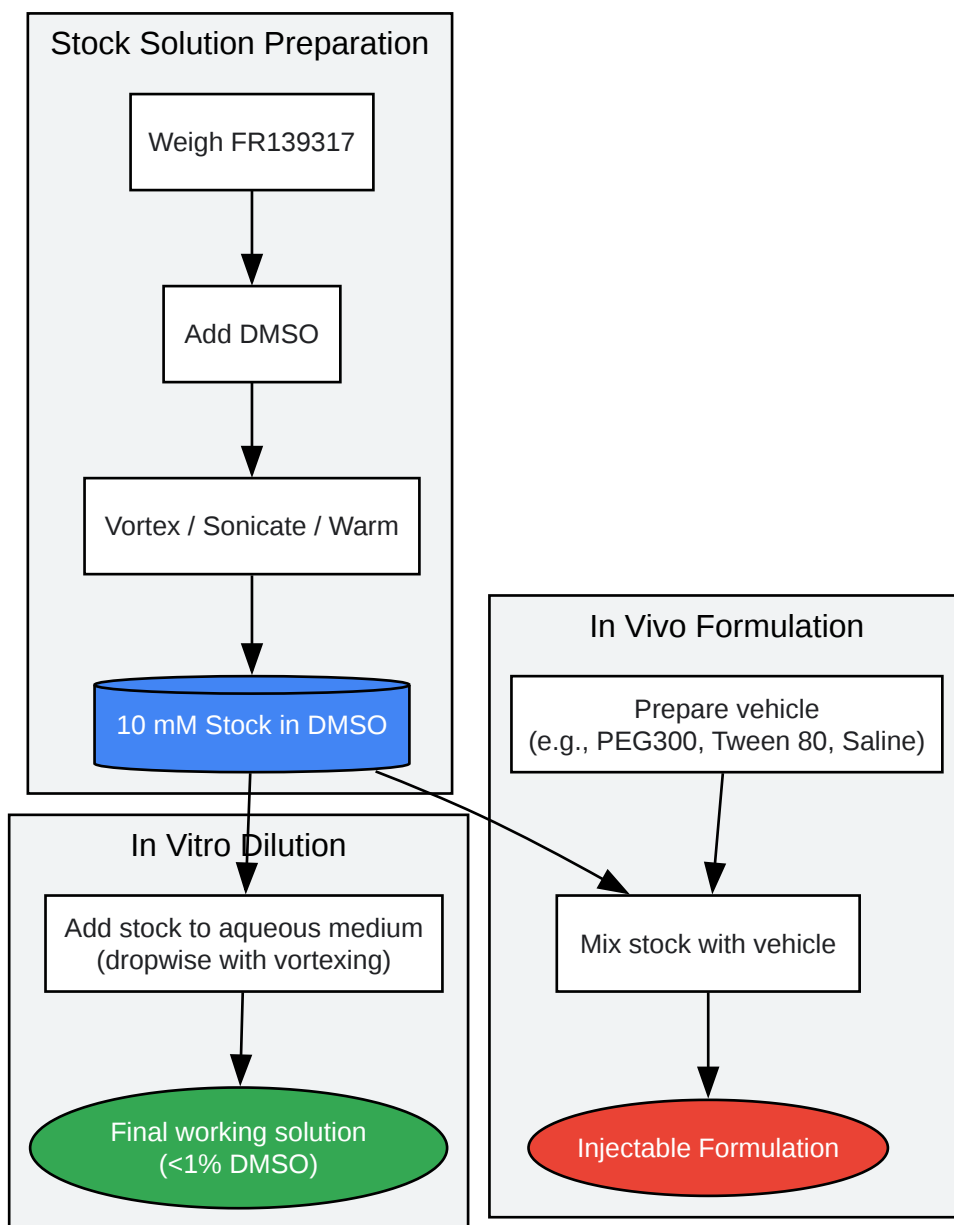 Stock Solution Preparation
Weigh FR139317
Add DMSO
Vortex / Sonicate / Warm
10 mM Stock in DMSO
In Vivo Formulation
Prepare vehicle
(e.g., PEG300, Tween 80, Saline)
In Vitro Dilution
Add stock to aqueous medium
(dropwise with vortexing)
Mix stock with vehicle
Final working solution
(<1% DMSO)
Injectable Formulation